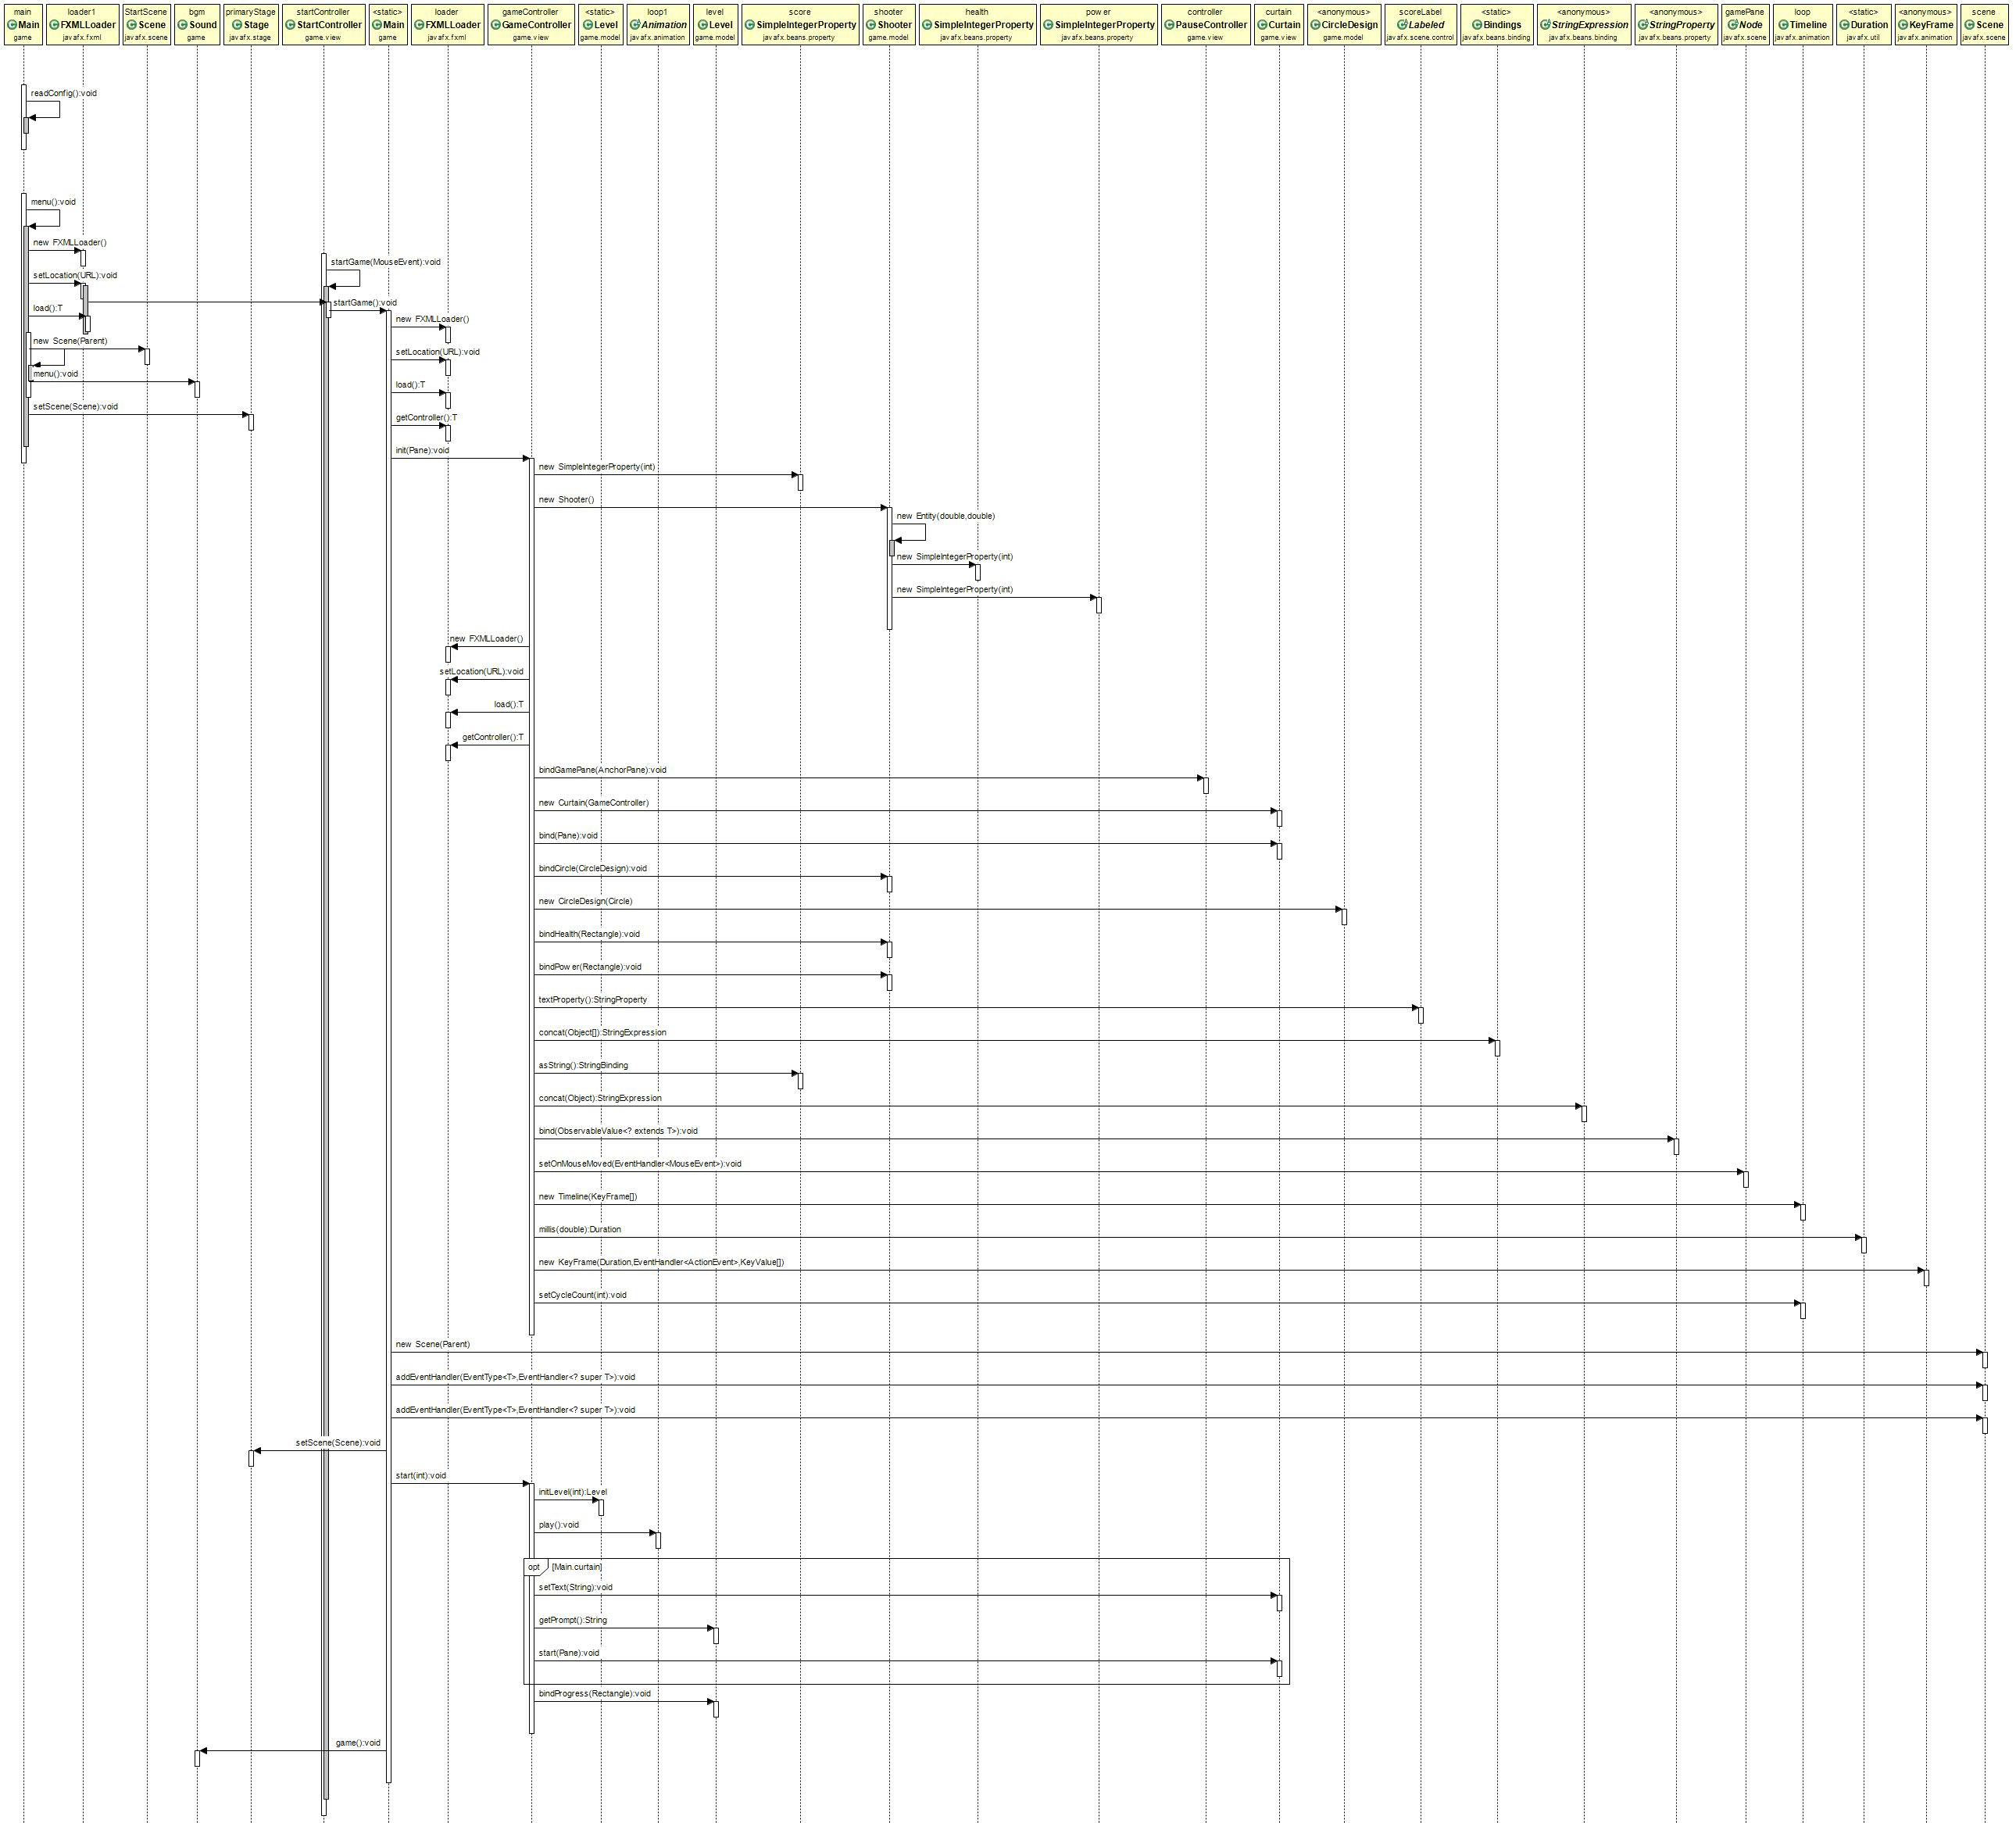 main
Main
game
loader1
FXMLLoader
javafx.fxml
StartScene
Scene
javafx.scene
bgm
Sound
game
primaryStage
Stage
javafx.stage
startController
StartController
game.view
<static>
Main
game
loader
FXMLLoader
javafx.fxml
gameController
GameController
game.view
<static>
Level
game.model
loop1
Animation
javafx.animation
level
Level
game.model
score
SimpleIntegerProperty
javafx.beans.property
shooter
Shooter
game.model
health
SimpleIntegerProperty
javafx.beans.property
power
SimpleIntegerProperty
javafx.beans.property
controller
PauseController
game.view
curtain
Curtain
game.view
<anonymous>
CircleDesign
game.model
scoreLabel
Labeled
javafx.scene.control
<static>
Bindings
javafx.beans.binding
<anonymous>
StringExpression
javafx.beans.binding
<anonymous>
StringProperty
javafx.beans.property
gamePane
Node
javafx.scene
loop
Timeline
javafx.animation
<static>
Duration
javafx.util
<anonymous>
KeyFrame
javafx.animation
scene
Scene
javafx.scene
readConfig():void
menu():void
new FXMLLoader()
startGame(MouseEvent):void
setLocation(URL):void
startGame():void
load():T
new FXMLLoader()
new Scene(Parent)
setLocation(URL):void
menu():void
load():T
setScene(Scene):void
getController():T
init(Pane):void
new SimpleIntegerProperty(int)
new Shooter()
new Entity(double,double)
new SimpleIntegerProperty(int)
new SimpleIntegerProperty(int)
new FXMLLoader()
setLocation(URL):void
load():T
getController():T
bindGamePane(AnchorPane):void
new Curtain(GameController)
bind(Pane):void
bindCircle(CircleDesign):void
new CircleDesign(Circle)
bindHealth(Rectangle):void
bindPower(Rectangle):void
textProperty():StringProperty
concat(Object[]):StringExpression
asString():StringBinding
concat(Object):StringExpression
bind(ObservableValue<? extends T>):void
setOnMouseMoved(EventHandler<MouseEvent>):void
new Timeline(KeyFrame[])
millis(double):Duration
new KeyFrame(Duration,EventHandler<ActionEvent>,KeyValue[])
setCycleCount(int):void
new Scene(Parent)
addEventHandler(EventType<T>,EventHandler<? super T>):void
addEventHandler(EventType<T>,EventHandler<? super T>):void
setScene(Scene):void
start(int):void
initLevel(int):Level
play():void
opt [Main.curtain]
setText(String):void
getPrompt():String
start(Pane):void
bindProgress(Rectangle):void
game():void